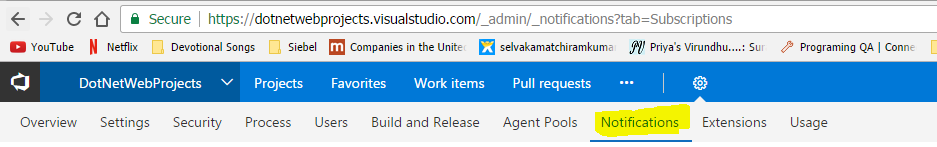 Secure https://dotnetwebprojects.visualstudio.com/_admin/_notifications?tab=Subscriptions
YouTube Netflix Devotional Songs Siebel Companies in the Unite selvakamatchiramkumar Priya's Virundhu....: Sur Programing QA | Conne
DotNetWebProjects Projects Favorites Work items Pull requests ...
Overview Settings Security Process Users Build and Release Agent Pools Notifications Extensions Usage